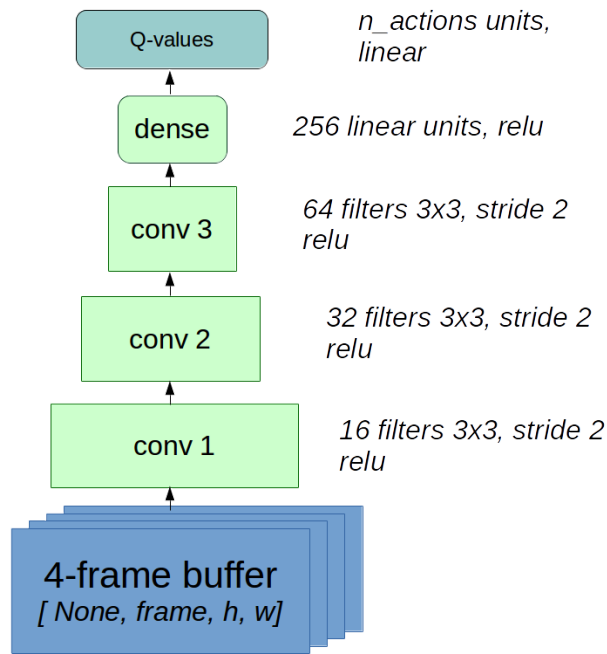 Q-values
n_actions units,
linear
dense
256 linear units, relu
conv 3
64 filters 3x3, stride 2
relu
conv 2
32 filters 3x3, stride 2
relu
conv 1
16 filters 3x3, stride 2
relu
4-frame buffer
[ None, frame, h, w]